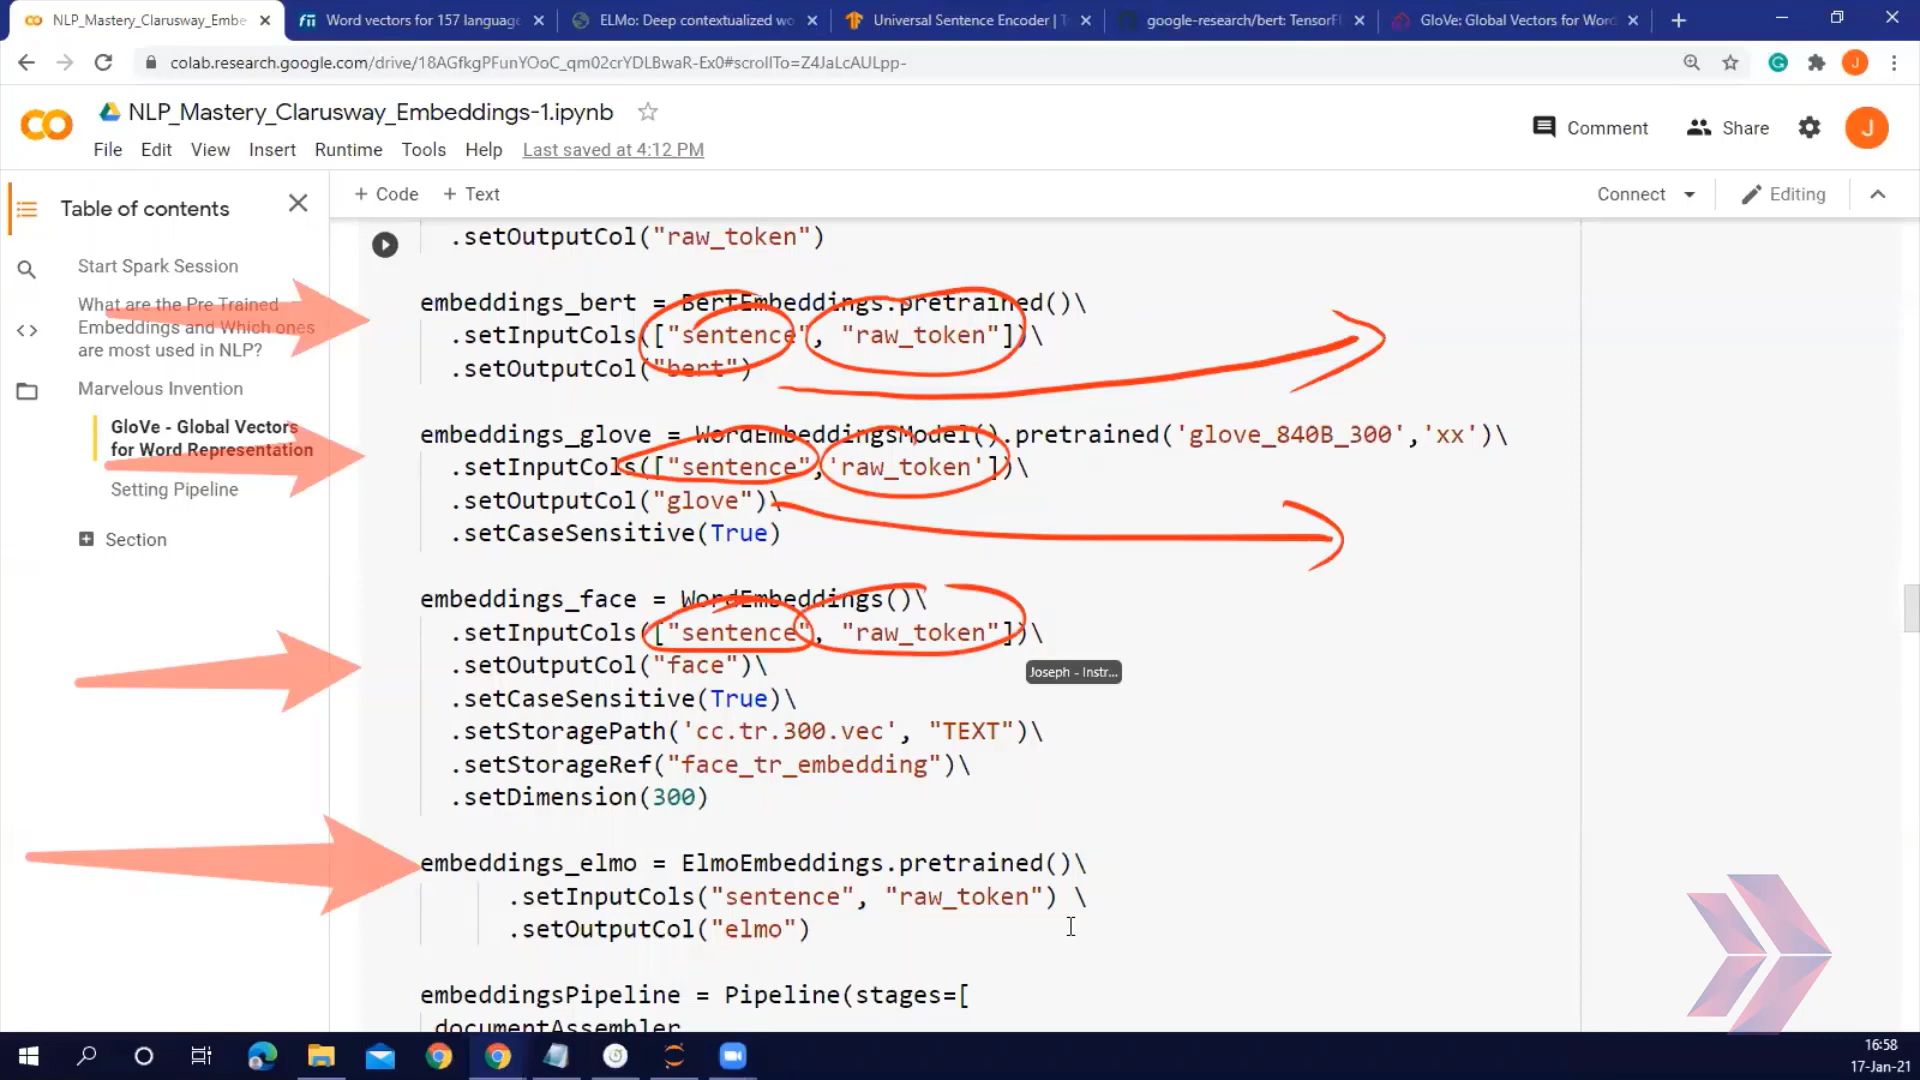 NLP_Mastery_Clarusway_Embe
Word vectors for 157 language
ELMo: Deep contextualized wo
Universal Sentence Encoder | T
google-research/bert: TensorFl
GloVe: Global Vectors for Word
colab.research.google.com/drive/18AGfkgPFunYOoC_qm02crYDLBwaR-Ex0#scrollTo=Z4JaLcAULpp-
NLP_Mastery_Clarusway_Embeddings-1.ipynb
Comment
Share
J
File Edit View Insert Runtime Tools Help Last saved at 4:12 PM
Table of contents
+ Code + Text
Connect
Editing
Start Spark Session
What are the Pre Trained
Embeddings and Which ones
are most used in NLP?
Marvelous Invention
GloVe - Global Vectors
for Word Representation
Setting Pipeline
Section
.setOutputCol("raw_token")
embeddings_bert = BertEmbeddings.pretrained()\
.setInputCols(["sentence", "raw_token"])\
.setOutputCol("bert")
embeddings_glove = WordEmbeddingsModel().pretrained('glove_840B_300','xx')\
.setInputCols(["sentence",'raw_token'])\
.setOutputCol("glove")\
.setCaseSensitive(True)
embeddings_face = WordEmbeddings()\
.setInputCols(["sentence", "raw_token"])\
.setOutputCol("face")\
.setCaseSensitive(True)\
.setStoragePath('cc.tr.300.vec', "TEXT")\
.setStorageRef("face_tr_embedding")\
.setDimension(300)
Joseph - Instr...
embeddings_elmo = ElmoEmbeddings.pretrained()\
.setInputCols("sentence", "raw_token") \
.setOutputCol("elmo")
embeddingsPipeline = Pipeline(stages=[
documentAssembler
16:58
17-Jan-21